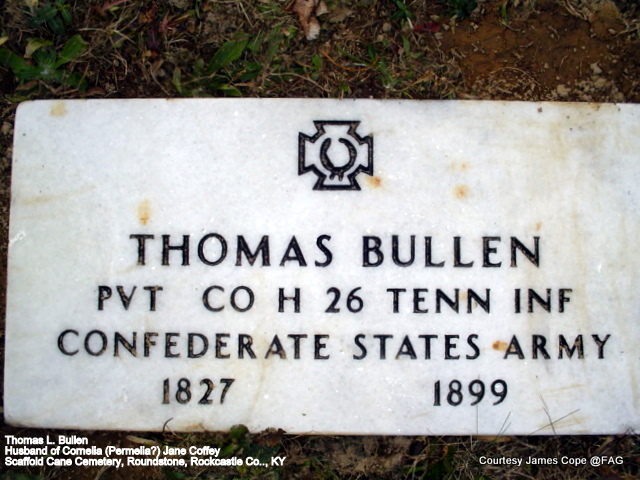 THOMAS BULLEN
PVT CO H 26 TENN INF
CONFEDERATE STATES ARMY
1827 1899
Thomas L. Bullen
Husband of Cornelia (Permelia?) Jane Coffey
Scaffold Cane Cemetery, Roundstone, Rockcastle Co.., KY
Courtesy James Cope @FAG